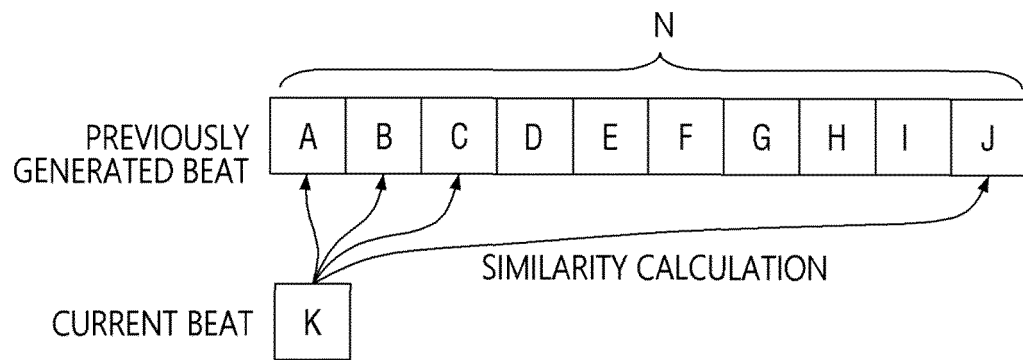 N
PREVIOUSLY
GENERATED BEAT
A B C D E F G H I J
SIMILARITY CALCULATION
CURRENT BEAT K